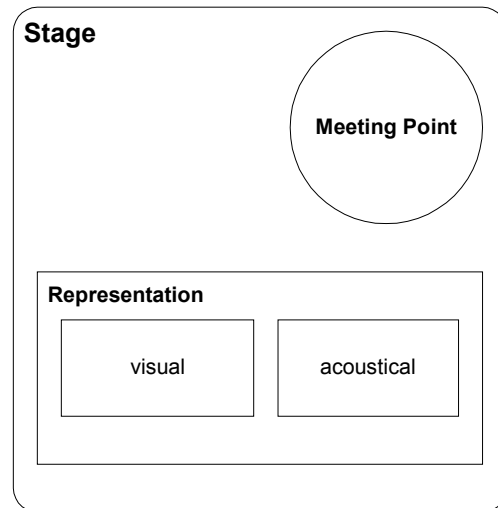 Stage
Meeting Point
Representation
visual
acoustical